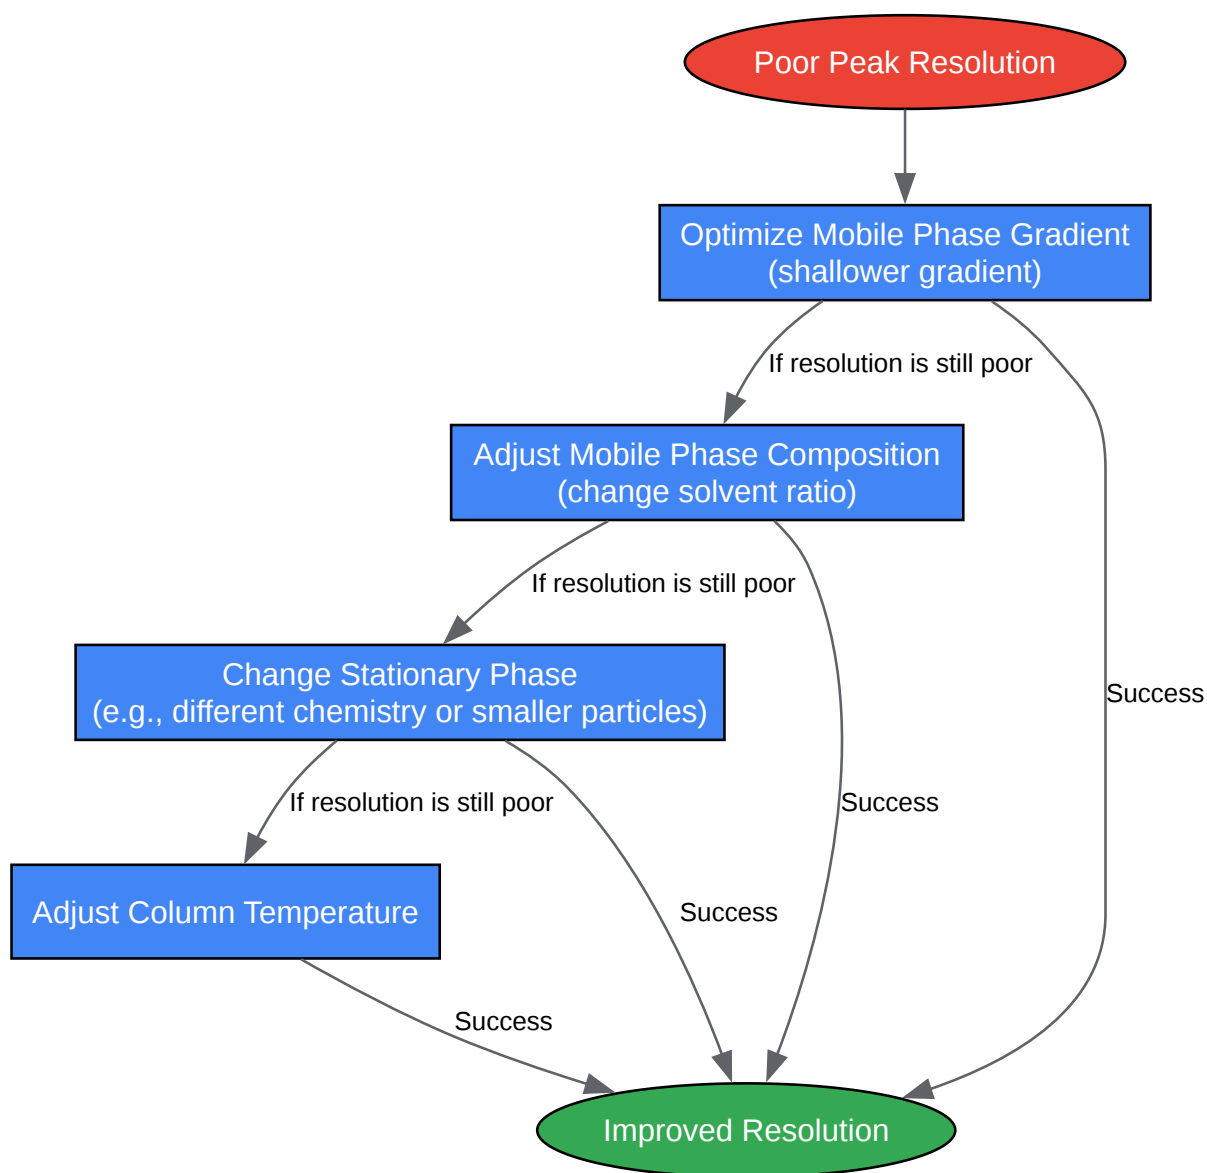 Poor Peak Resolution
Optimize Mobile Phase Gradient
(shallower gradient)
If resolution is still poor
Adjust Mobile Phase Composition
(change solvent ratio)
If resolution is still poor
Change Stationary Phase
(e.g., different chemistry or smaller particles)
Success
If resolution is still poor
Success
Adjust Column Temperature
Success
Success
Improved Resolution